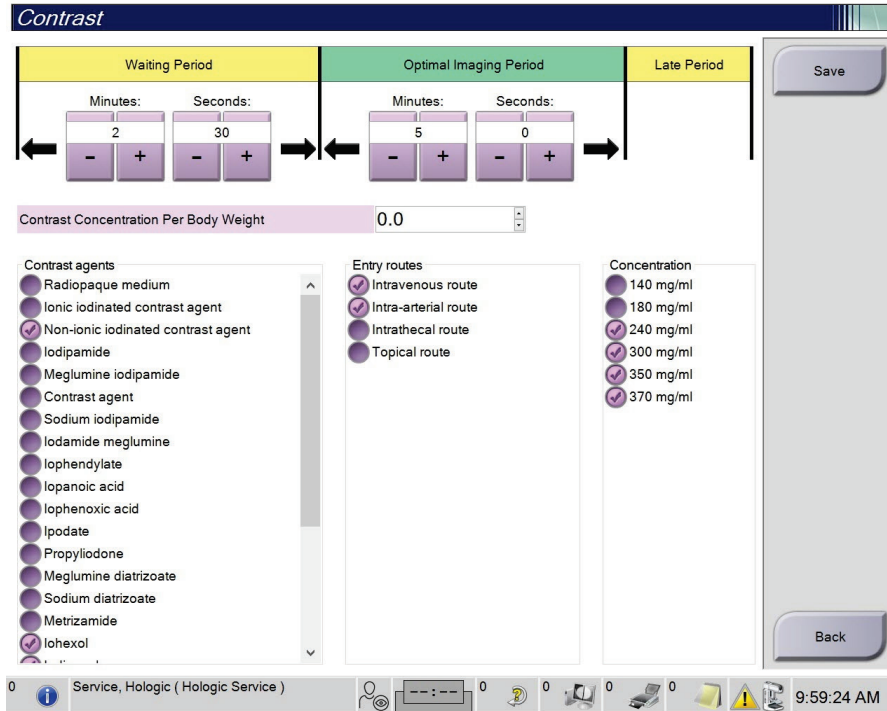 Contrast
Waiting Period
Optimal Imaging Period
Late Period
Save
Minutes:
Seconds:
Minutes:
Seconds:
2
30
5
0
- + - + - + - +
Contrast Concentration Per Body Weight
0.0
Contrast agents
Radiopaque medium
Ionic iodinated contrast agent
Non-ionic iodinated contrast agent
Iodipamide
Meglumine iodipamide
Contrast agent
Sodium iodipamide
Iodamide meglumine
Iophendylate
Iopanoic acid
Iophenoxic acid
Ipodate
Propyliodone
Meglumine diatrizoate
Sodium diatrizoate
Metrizamide
Iohexol
Entry routes
Intravenous route
Intra-arterial route
Intrathecal route
Topical route
Concentration
140 mg/ml
180 mg/ml
240 mg/ml
300 mg/ml
350 mg/ml
370 mg/ml
Back
0 Service, Hologic ( Hologic Service ) --:-- 0 0 0 0 9:59:24 AM